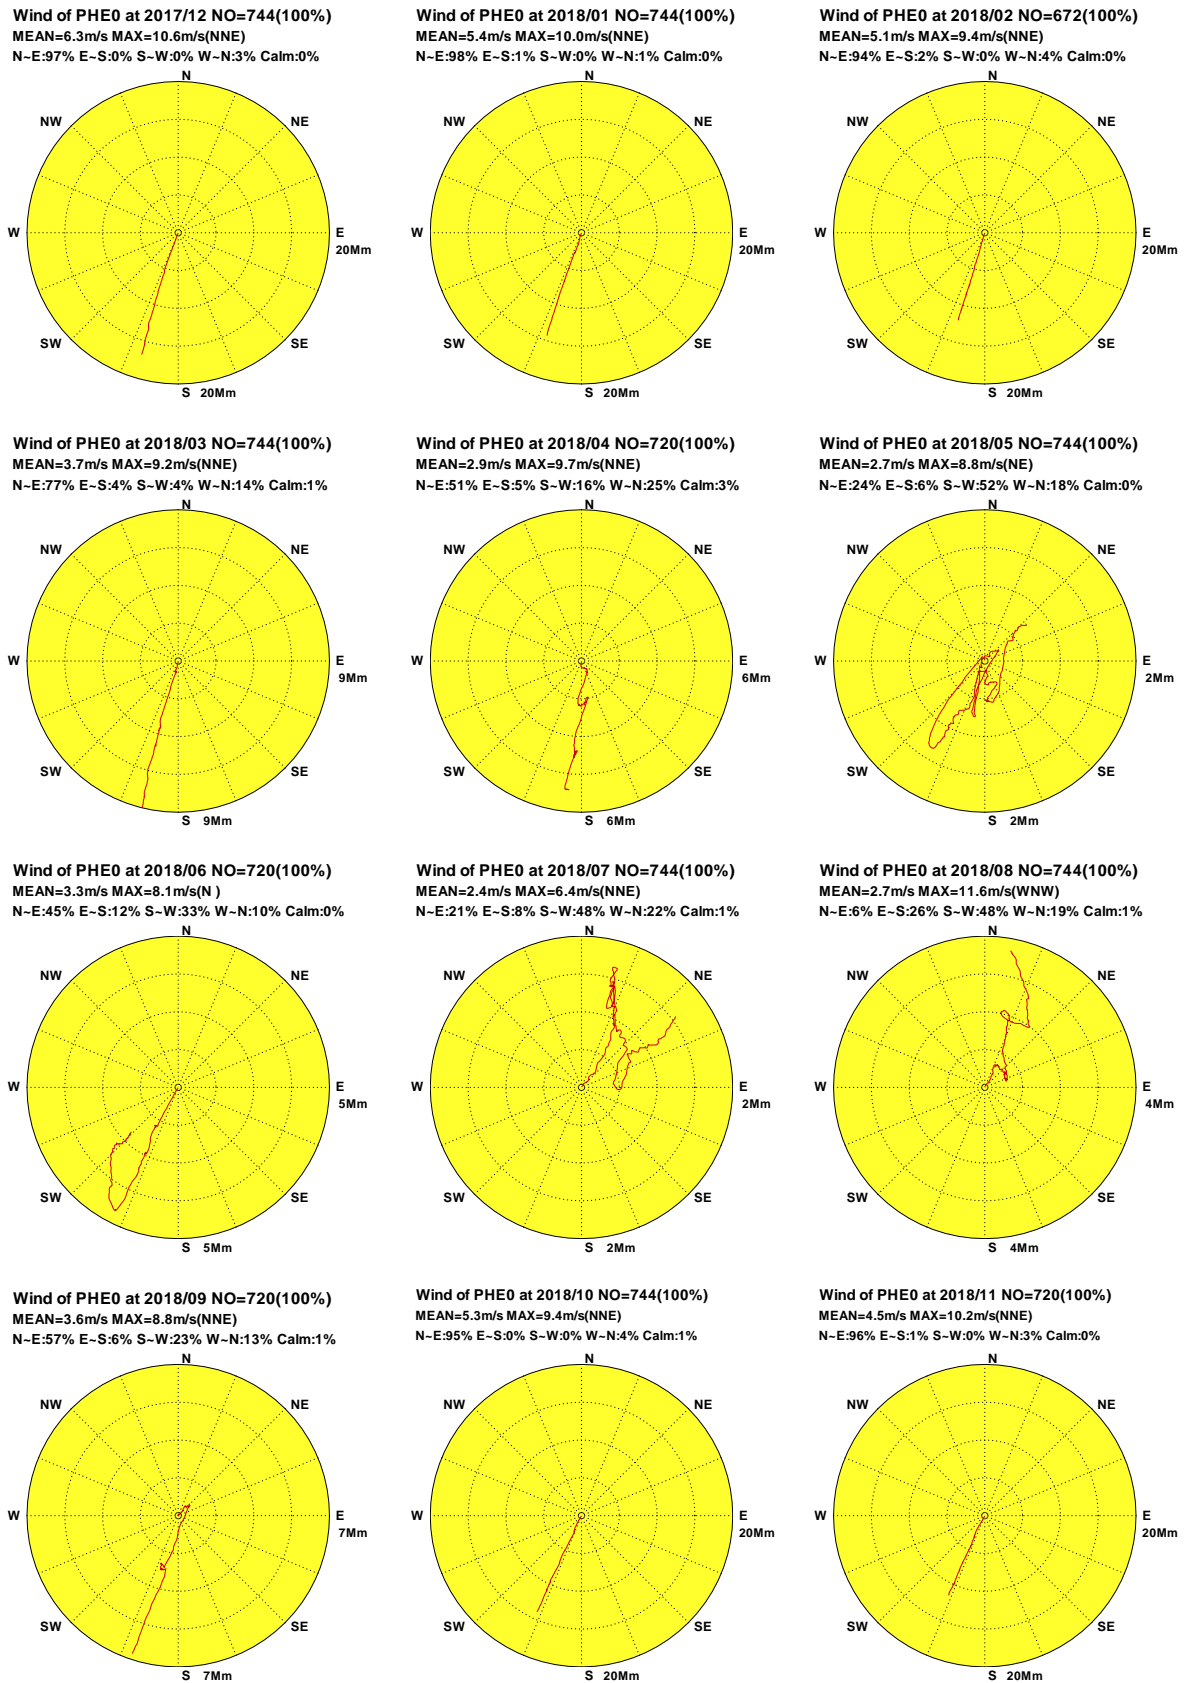 Wind of PHE0 at 2017/12 NO=744(100%)
MEAN=6.3m/s MAX=10.6m/s(NNE)
N~E:97% E~S:0% S~W:0% W~N:3% Calm:0%
N
NW
NE
W
E
20Mm
SW
SE
S 20Mm
Wind of PHE0 at 2018/01 NO=744(100%)
MEAN=5.4m/s MAX=10.0m/s(NNE)
N~E:98% E~S:1% S~W:0% W~N:1% Calm:0%
N
NW
NE
W
E
20Mm
SW
SE
S 20Mm
Wind of PHE0 at 2018/02 NO=672(100%)
MEAN=5.1m/s MAX=9.4m/s(NNE)
N~E:94% E~S:2% S~W:0% W~N:4% Calm:0%
N
NW
NE
W
E
20Mm
SW
SE
S 20Mm
Wind of PHE0 at 2018/03 NO=744(100%)
MEAN=3.7m/s MAX=9.2m/s(NNE)
N~E:77% E~S:4% S~W:4% W~N:14% Calm:1%
N
NW
NE
W
E
9Mm
SW
SE
S 9Mm
Wind of PHE0 at 2018/04 NO=720(100%)
MEAN=2.9m/s MAX=9.7m/s(NNE)
N~E:51% E~S:5% S~W:16% W~N:25% Calm:3%
N
NW
NE
W
E
6Mm
SW
SE
S 6Mm
Wind of PHE0 at 2018/05 NO=744(100%)
MEAN=2.7m/s MAX=8.8m/s(NE)
N~E:24% E~S:6% S~W:52% W~N:18% Calm:0%
N
NW
NE
W
E
2Mm
SW
SE
S 2Mm
Wind of PHE0 at 2018/06 NO=720(100%)
MEAN=3.3m/s MAX=8.1m/s(N )
N~E:45% E~S:12% S~W:33% W~N:10% Calm:0%
N
NW
NE
W
E
5Mm
SW
SE
S 5Mm
Wind of PHE0 at 2018/07 NO=744(100%)
MEAN=2.4m/s MAX=6.4m/s(NNE)
N~E:21% E~S:8% S~W:48% W~N:22% Calm:1%
N
NW
NE
W
E
2Mm
SW
SE
S 2Mm
Wind of PHE0 at 2018/08 NO=744(100%)
MEAN=2.7m/s MAX=11.6m/s(WNW)
N~E:6% E~S:26% S~W:48% W~N:19% Calm:1%
N
NW
NE
W
E
4Mm
SW
SE
S 4Mm
Wind of PHE0 at 2018/09 NO=720(100%)
MEAN=3.6m/s MAX=8.8m/s(NNE)
N~E:57% E~S:6% S~W:23% W~N:13% Calm:1%
N
NW
NE
W
E
7Mm
SW
SE
S 7Mm
Wind of PHE0 at 2018/10 NO=744(100%)
MEAN=5.3m/s MAX=9.4m/s(NNE)
N~E:95% E~S:0% S~W:0% W~N:4% Calm:1%
N
NW
NE
W
E
20Mm
SW
SE
S 20Mm
Wind of PHE0 at 2018/11 NO=720(100%)
MEAN=4.5m/s MAX=10.2m/s(NNE)
N~E:96% E~S:1% S~W:0% W~N:3% Calm:0%
N
NW
NE
W
E
20Mm
SW
SE
S 20Mm